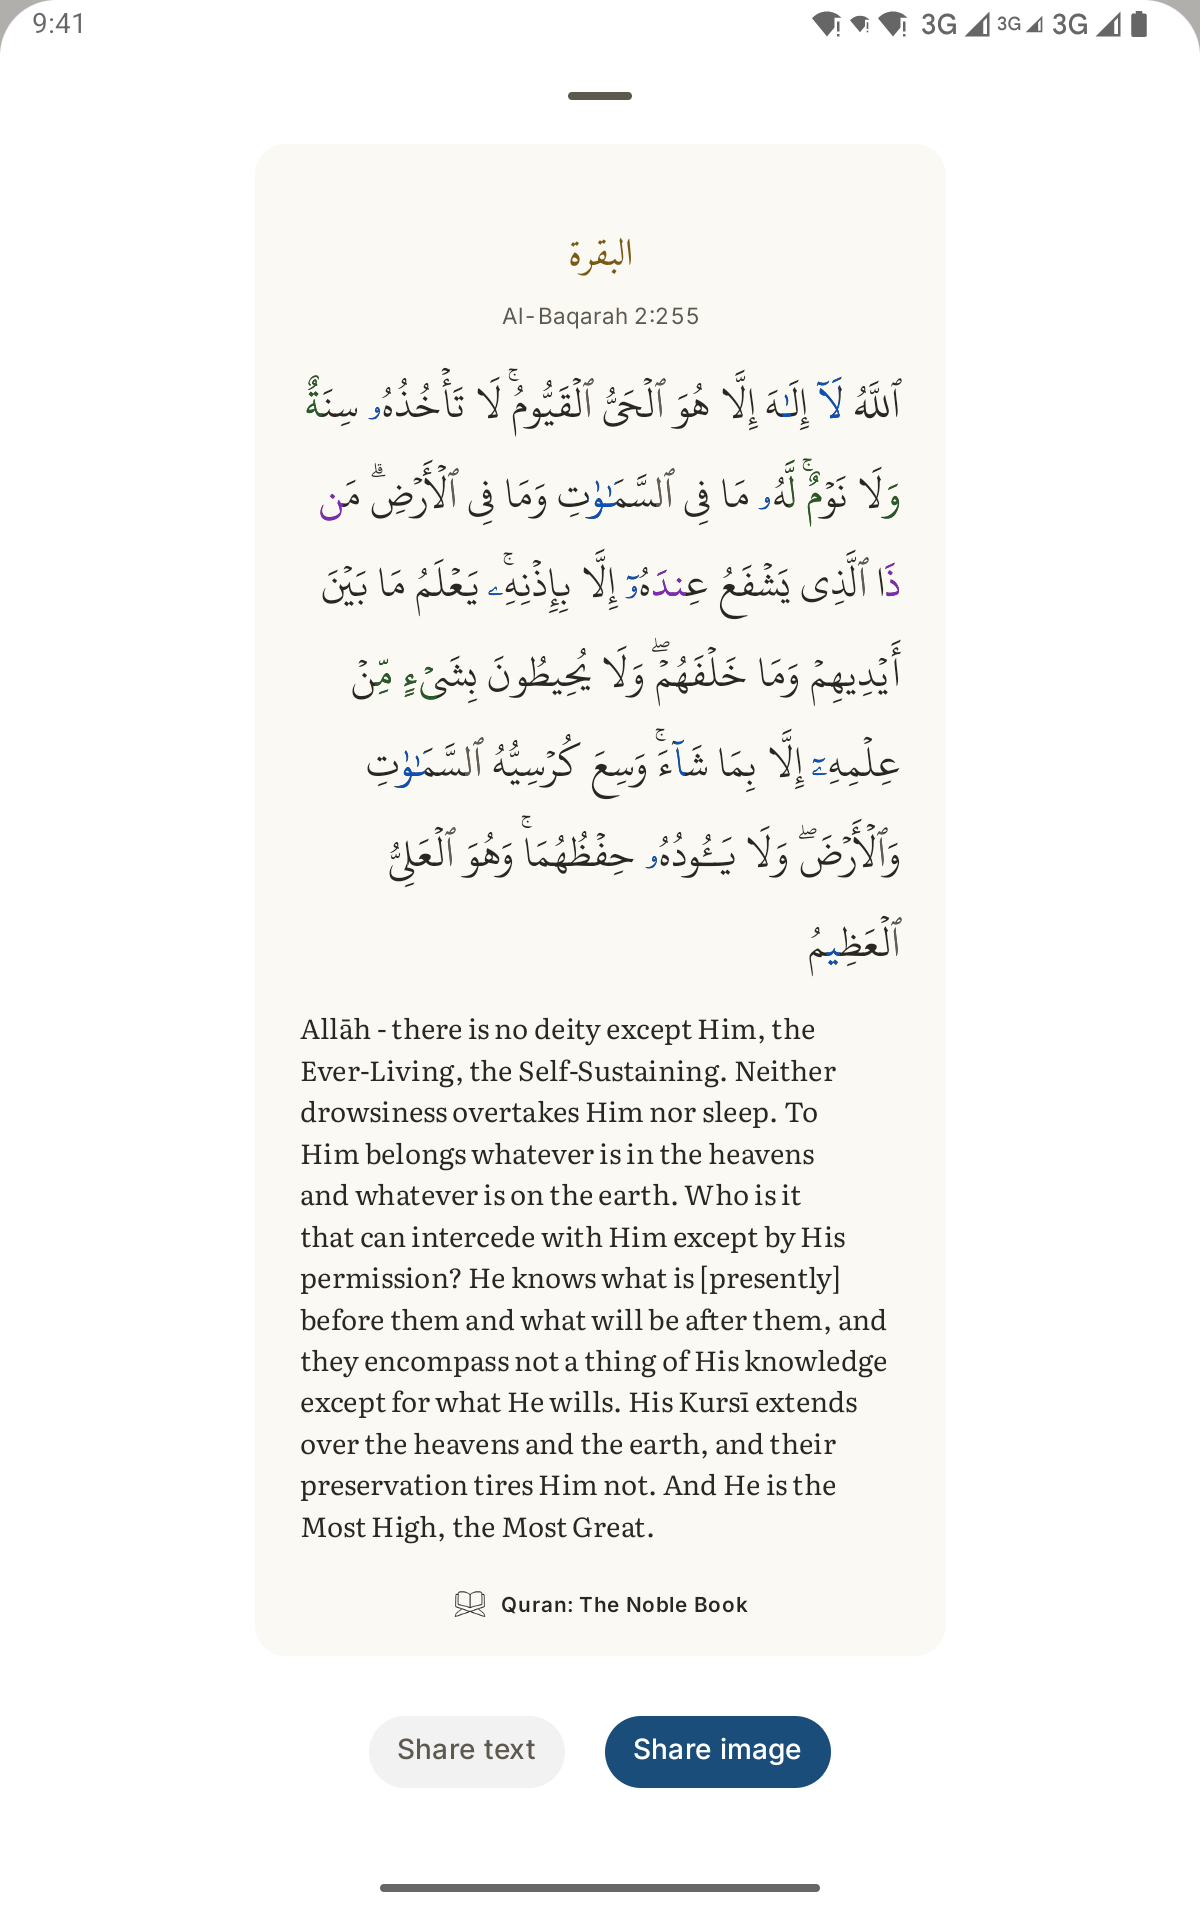 9:41
3G 3G 3G
البقرة
Al-Baqarah 2:255
ٱللَّهُ لَآ إِلَـٰهَ إِلَّا هُوَ ٱلۡحَىُّ ٱلۡقَيُّومُۚ لَا تَأۡخُذُهُۥ سِنَةٌ
وَلَا نَوۡمٌۚ لَّهُۥ مَا فِى ٱلسَّمَـٰوَٰتِ وَمَا فِى ٱلۡأَرۡضِۗ مَن
ذَا ٱلَّذِى يَشۡفَعُ عِندَهُۥٓ إِلَّا بِإِذۡنِهِۦۚ يَعۡلَمُ مَا بَيۡنَ
أَيۡدِيهِمۡ وَمَا خَلۡفَهُمۡۖ وَلَا يُحِيطُونَ بِشَىۡءٍ مِّنۡ
عِلۡمِهِۦٓ إِلَّا بِمَا شَآءَۚ وَسِعَ كُرۡسِيُّهُ ٱلسَّمَـٰوَٰتِ
وَٱلۡأَرۡضَۖ وَلَا يَـُٔودُهُۥ حِفۡظُهُمَاۚ وَهُوَ ٱلۡعَلِىُّ
ٱلۡعَظِيمُ
Allāh - there is no deity except Him, the
Ever-Living, the Self-Sustaining. Neither
drowsiness overtakes Him nor sleep. To
Him belongs whatever is in the heavens
and whatever is on the earth. Who is it
that can intercede with Him except by His
permission? He knows what is [presently]
before them and what will be after them, and
they encompass not a thing of His knowledge
except for what He wills. His Kursī extends
over the heavens and the earth, and their
preservation tires Him not. And He is the
Most High, the Most Great.
Quran: The Noble Book
Share text
Share image